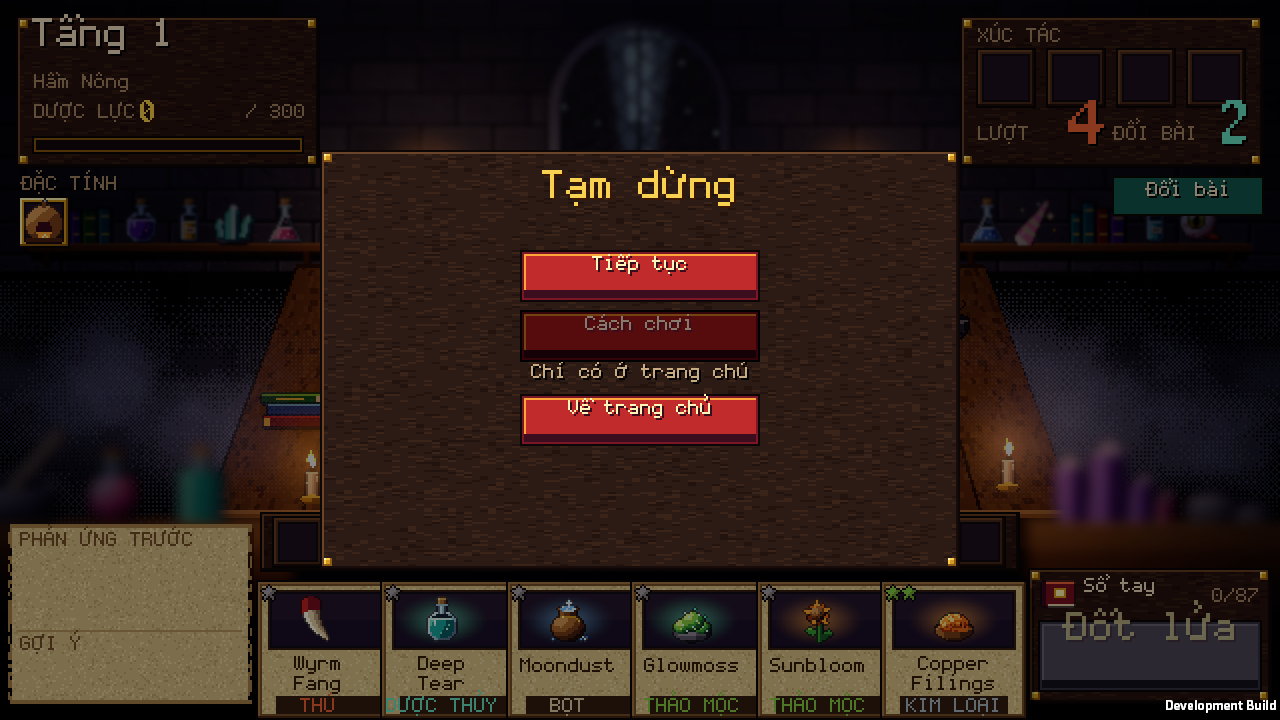 Tầng 1
Hầm Nông
DƯỢC LỰC 0 / 300
ĐẶC TÍNH
XÚC TÁC
LƯỢT 4 ĐỔI BÀI 2
Đổi bài
Tạm dừng
Tiếp tục
Cách chơi
Chỉ có ở trang chủ
Về trang chủ
PHẢN ỨNG TRƯỚC
GỢI Ý
Wyrm
Fang
THÚ
Deep
Tear
DƯỢC THỦY
Moondust
BỘT
Glowmoss
THẢO MỘC
Sunbloom
THẢO MỘC
Copper
Filings
KIM LOẠI
Sổ tay
0/87
Đốt lửa
Development Build